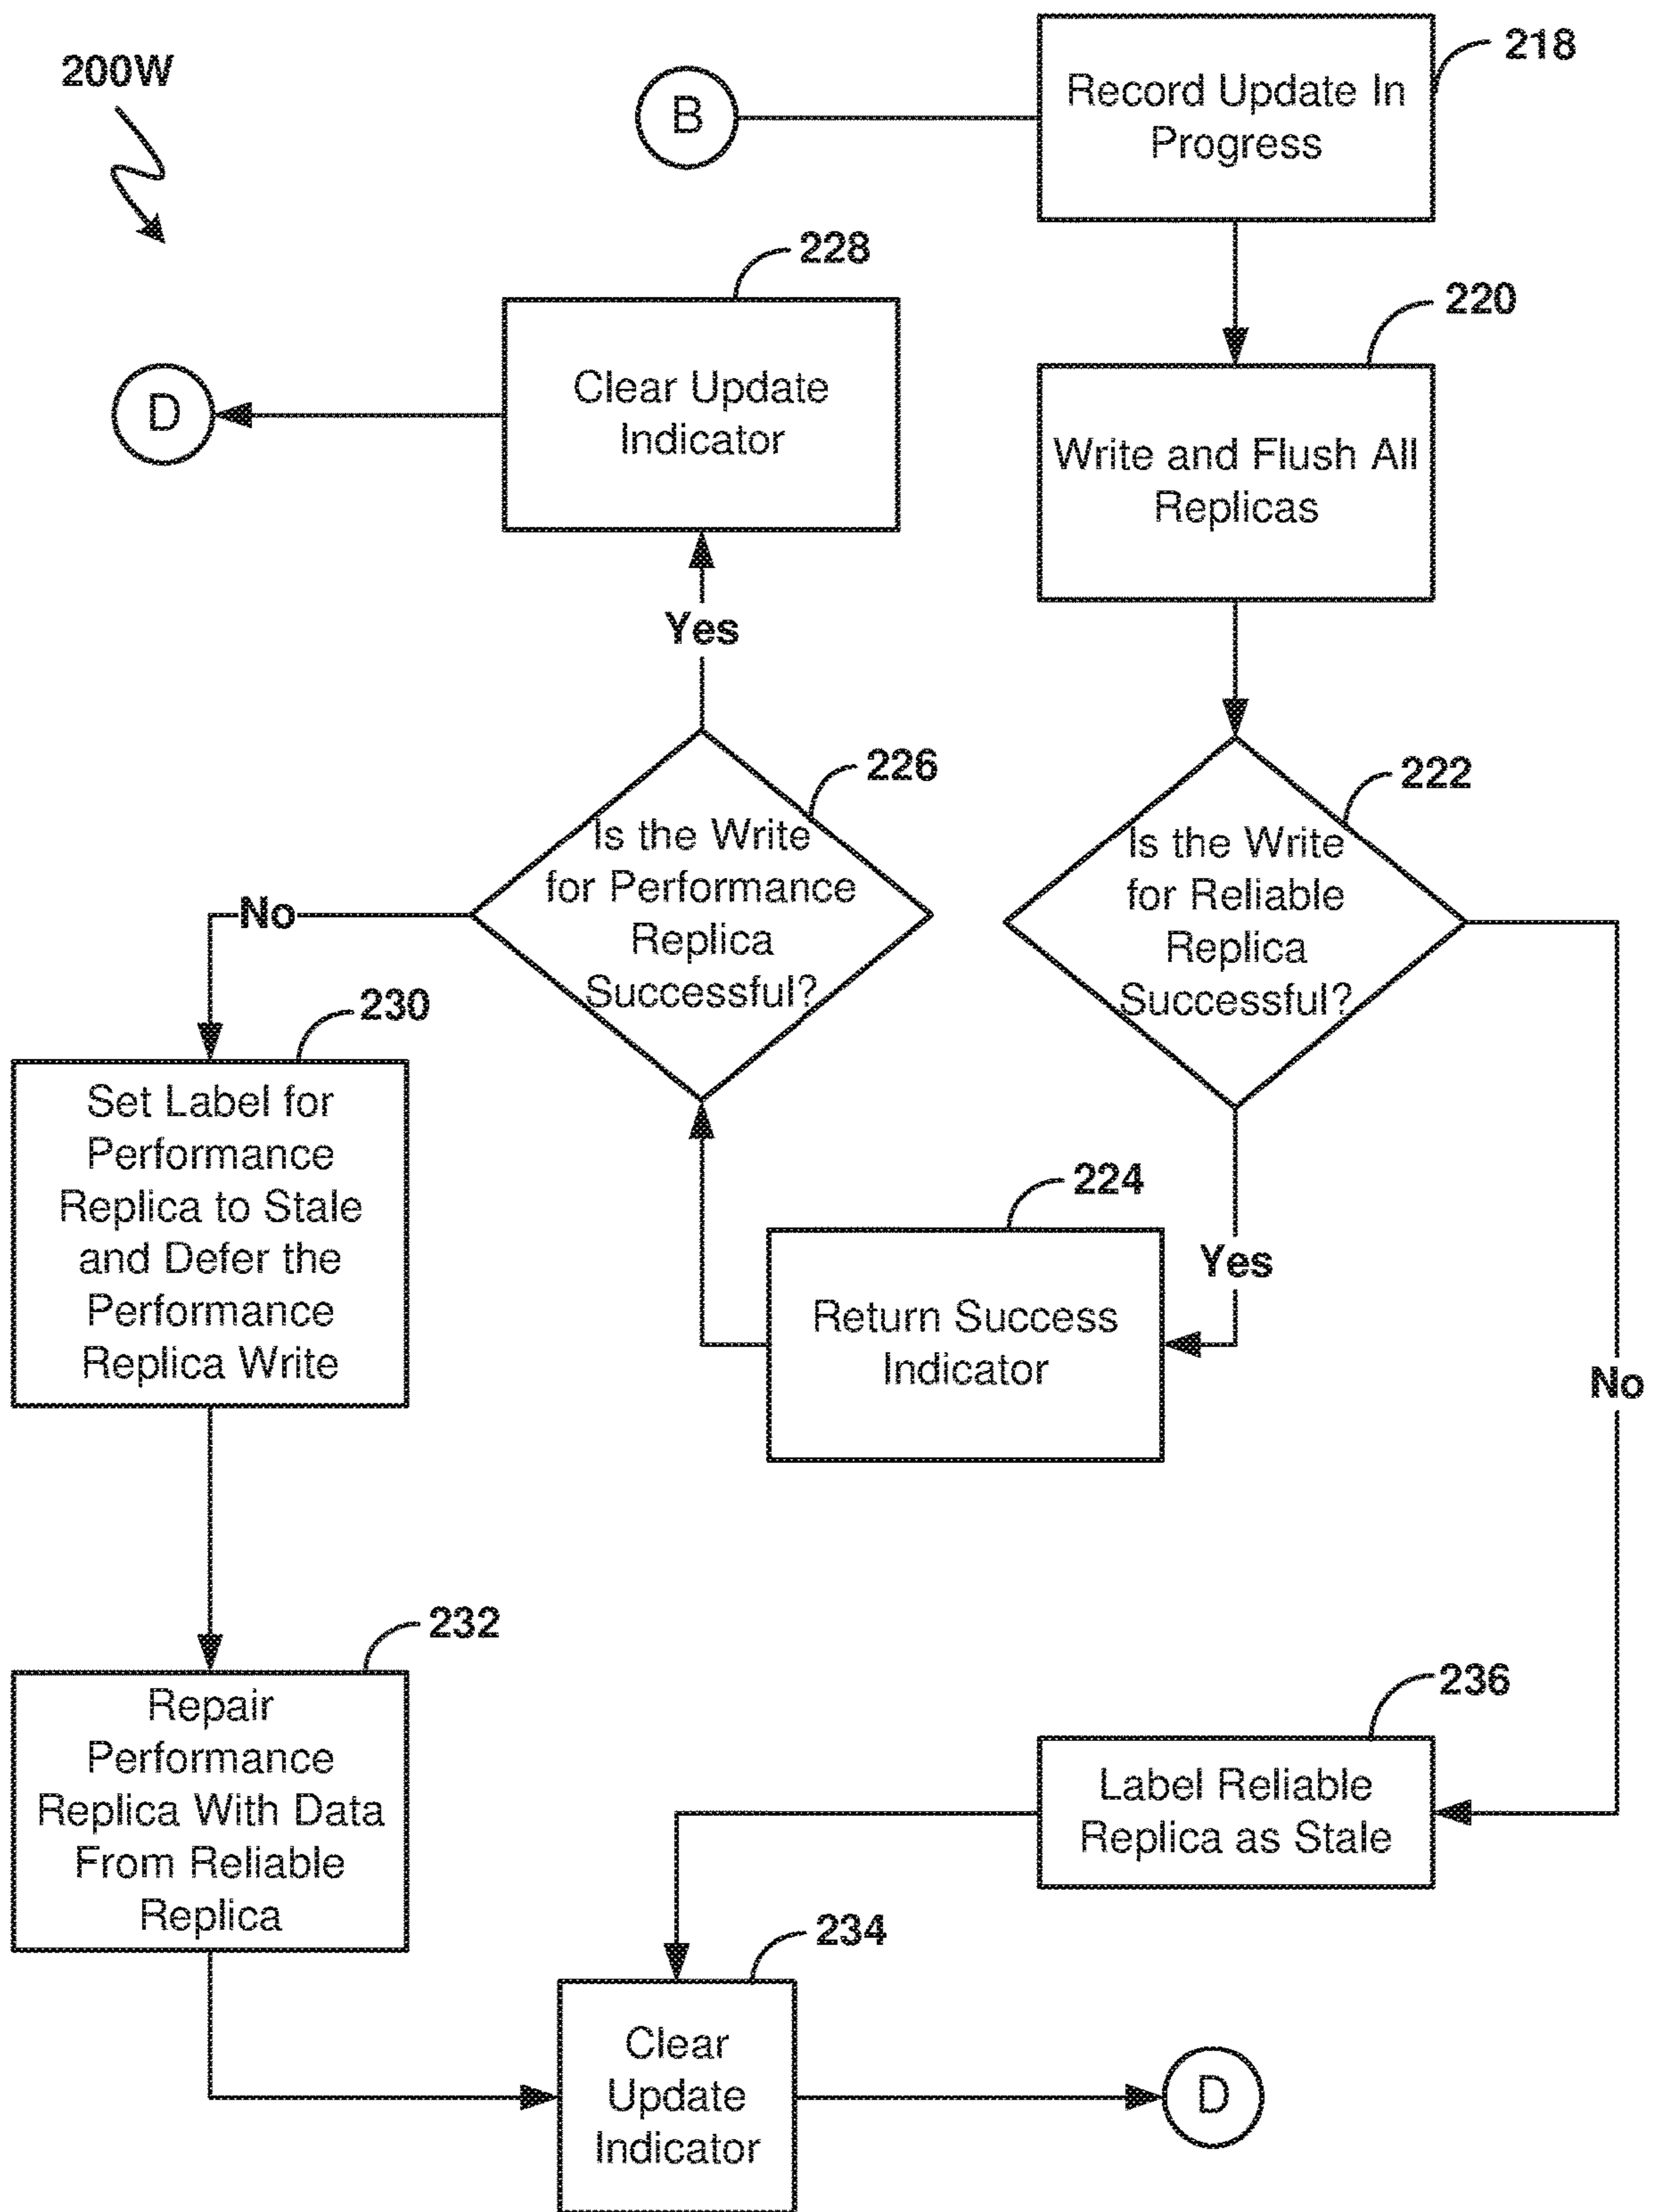 200W
B
Record Update In
Progress
218
228
Clear Update
Indicator
D
220
Write and Flush All
Replicas
Yes
226
Is the Write
for Performance
Replica
Successful?
222
Is the Write
for Reliable
Replica
Successful?
No
230
Set Label for
Performance
Replica to Stale
and Defer the
Performance
Replica Write
224
Return Success
Indicator
Yes
No
232
Repair
Performance
Replica With Data
From Reliable
Replica
236
Label Reliable
Replica as Stale
234
Clear
Update
Indicator
D